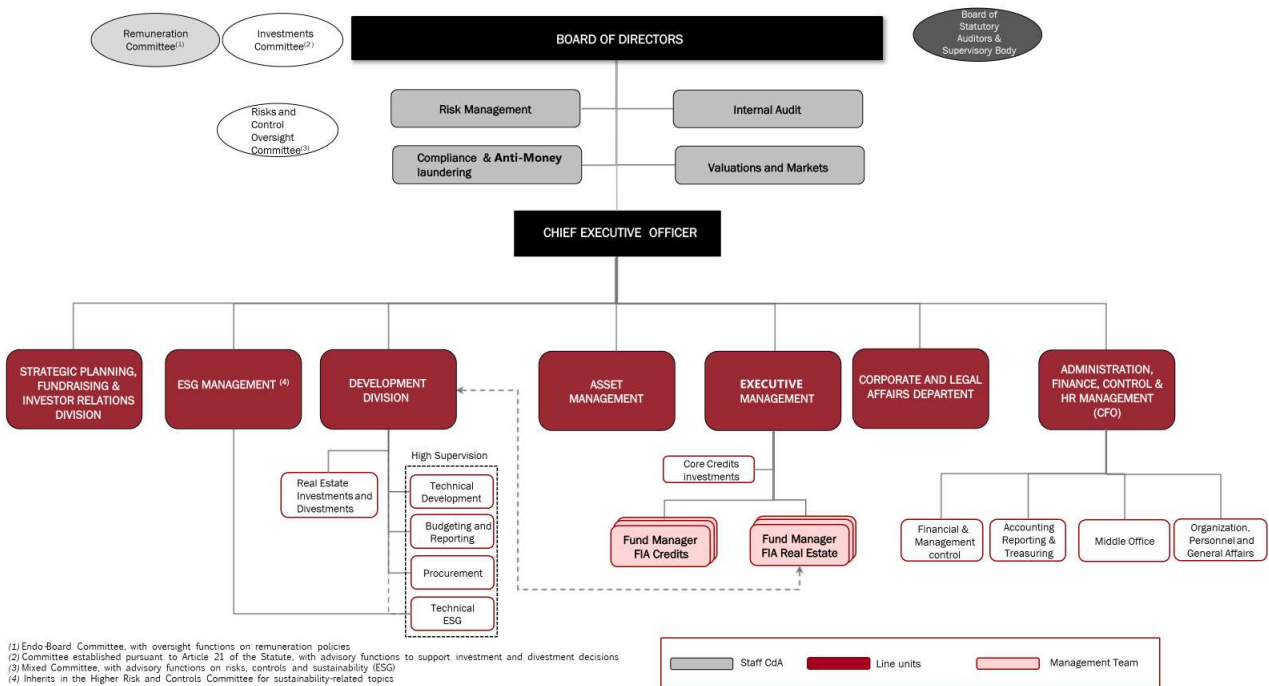 Remuneration
Committee(1)
Investments
Committee(2)
BOARD OF DIRECTORS
Board of
Statutory
Auditors &
Supervisory Body
Risk Management
Internal Audit
Risks and
Control
Oversight
Committee(3)
Compliance & Anti-Money
laundering
Valuations and Markets
CHIEF EXECUTIVE OFFICER
STRATEGIC PLANNING,
FUNDRAISING &
INVESTOR RELATIONS
DIVISION
ESG MANAGEMENT (4)
DEVELOPMENT
DIVISION
ASSET
MANAGEMENT
EXECUTIVE
MANAGEMENT
CORPORATE AND LEGAL
AFFAIRS DEPARTENT
ADMINISTRATION,
FINANCE, CONTROL &
HR MANAGEMENT
(CFO)
High Supervision
Real Estate
Investments and
Divestments
Technical
Development
Budgeting and
Reporting
Procurement
Technical
ESG
Core Credits
investments
Fund Manager
FIA Credits
Fund Manager
FIA Real Estate
Financial &
Management
control
Accounting
Reporting &
Treasuring
Middle Office
Organization,
Personnel and
General Affairs
(1) Endo-Board Committee, with oversight functions on remuneration policies
(2) Committee established pursuant to Article 21 of the Statute, with advisory functions to support investment and divestment decisions
(3) Mixed Committee, with advisory functions on risks, controls and sustainability (ESG)
(4) Inherits in the Higher Risk and Controls Committee for sustainability-related topics
Staff CdA
Line units
Management Team